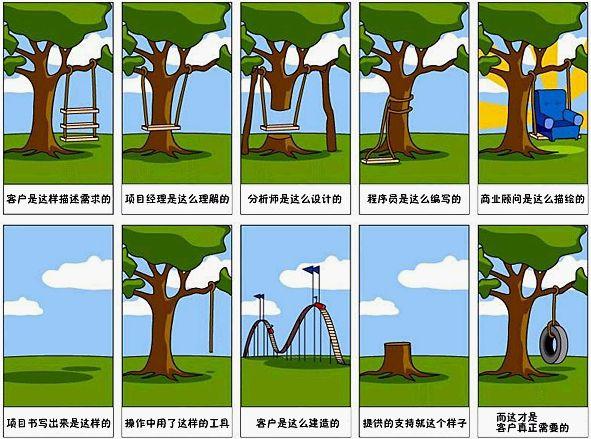 客户是这样描述需求的
项目经理是这么理解的
分析师是这么设计的
程序员是这么编写的
商业顾问是这么描绘的
项目书写出来是这样的
操作中用了这样的工具
客户是这么建造的
提供的支持就这个样子
而这才是
客户真正需要的